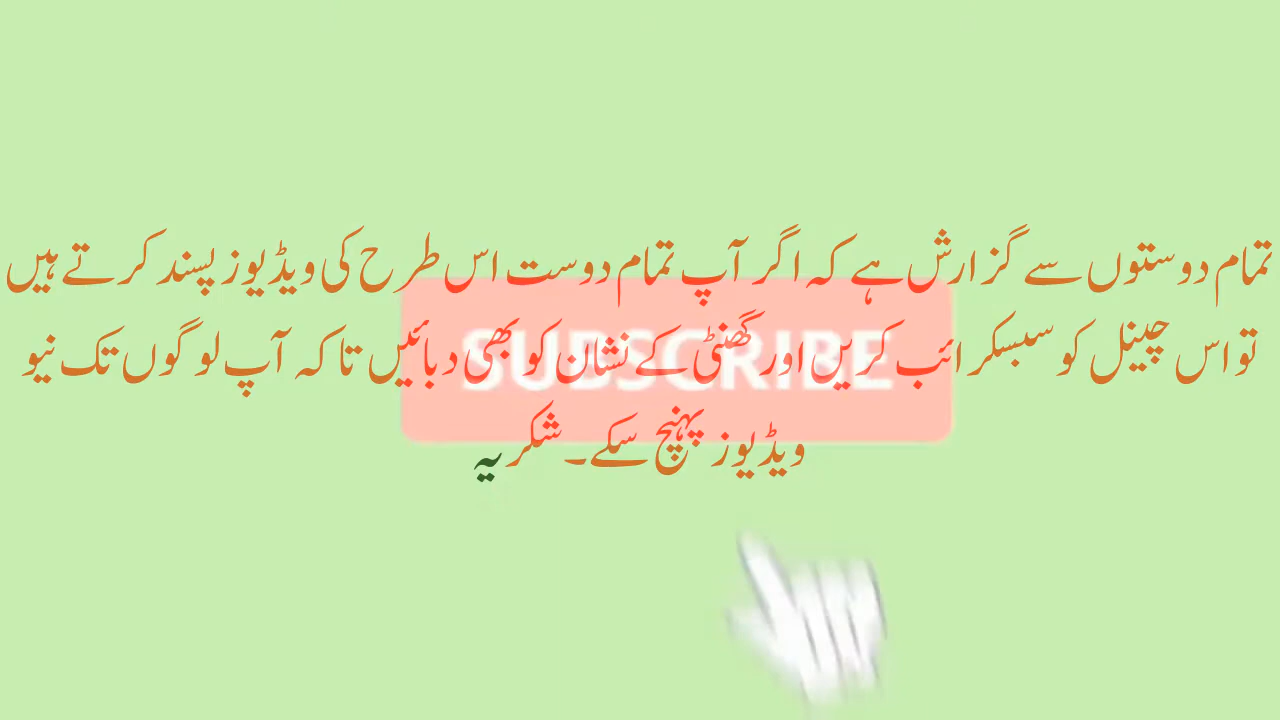 تمام دوستوں سے گزارش ہے کہ اگر آپ تمام دوست اس طرح کی ویڈیوز پسند کرتے ہیں
تو اس چینل کو سبسکرائب کریں اور گھنٹی کے نشان کو بھی دبائیں تاکہ آپ لوگوں تک نیو
ویڈیوز پہنچ سکے۔ شکریہ
SUBSCRIBE